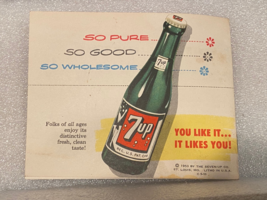 SO PURE...
SO GOOD...
SO WHOLESOME
7up
7up
Folks of all ages
enjoy its
distinctive
fresh, clean
taste!
YOU LIKE IT...
IT LIKES YOU!